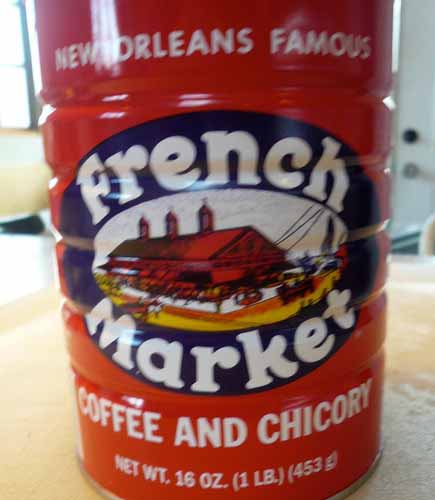 NEW ORLEANS FAMOUS
French
Market
COFFEE AND CHICORY
NET WT. 16 OZ. (1 LB.) (453 g)